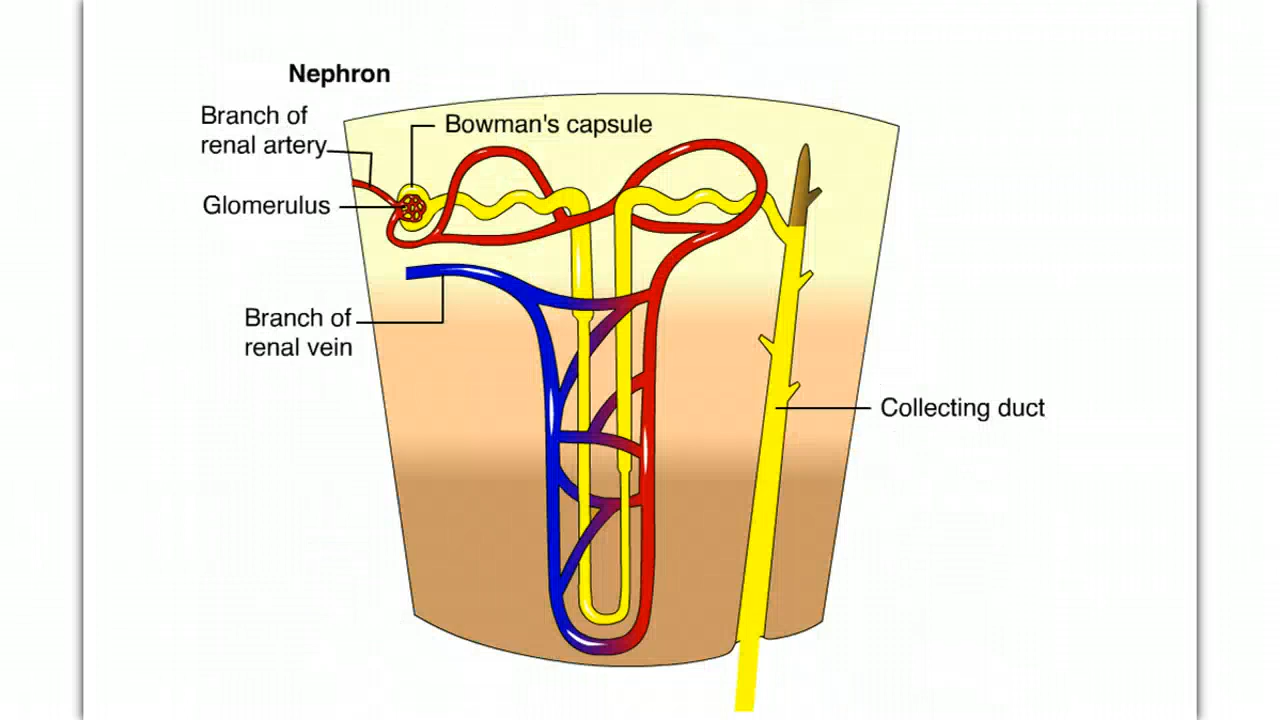 Nephron
Branch of
renal artery
Bowman's capsule
Glomerulus
Branch of
renal vein
Collecting duct